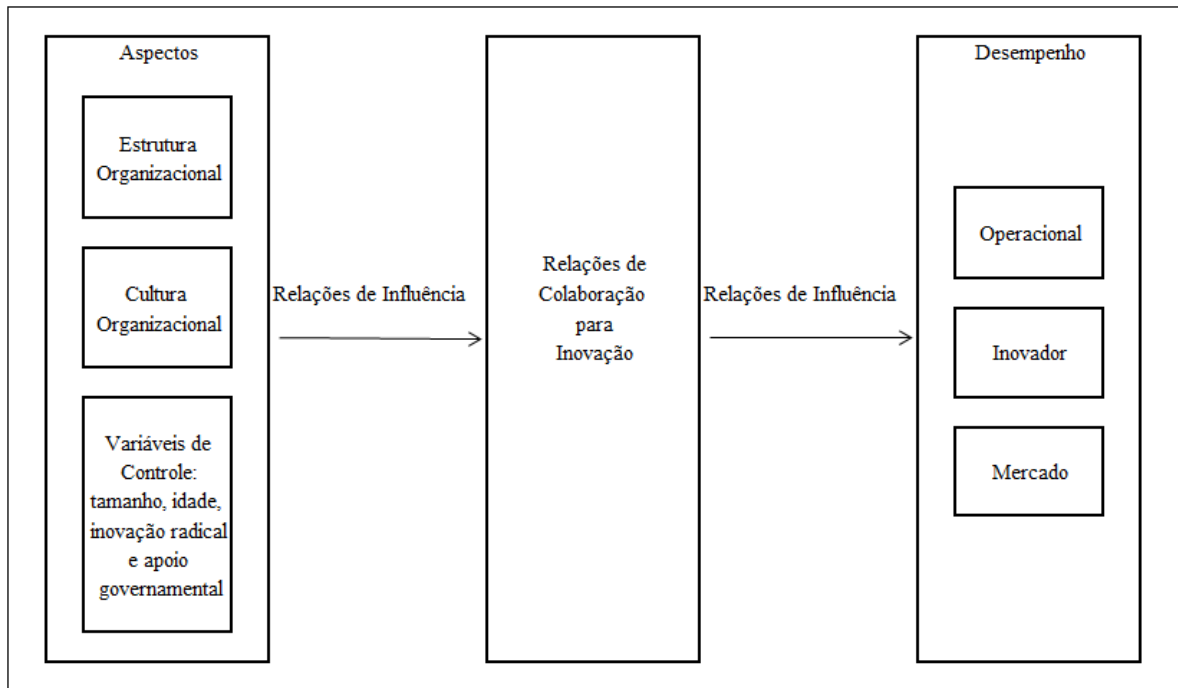 Aspectos
Estrutura
Organizacional
Cultura
Organizacional
Variáveis de
Controle:
tamanho, idade,
inovação radical
e apoio
governamental
Relações de Influência
Relações de
Colaboração
para
Inovação
Relações de Influência
Desempenho
Operacional
Inovador
Mercado